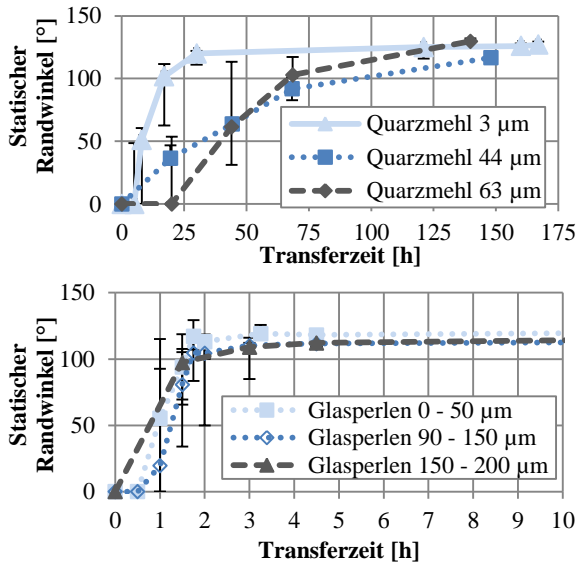 150
100
50
0
Statischer
Randwinkel [°]
Quarzmehl 3 µm
Quarzmehl 44 µm
Quarzmehl 63 µm
0 25 50 75 100 125 150 175
Transferzeit [h]
150
100
50
0
Statischer
Randwinkel [°]
Glasperlen 0 - 50 µm
Glasperlen 90 - 150 µm
Glasperlen 150 - 200 µm
0 1 2 3 4 5 6 7 8 9 10
Transferzeit [h]